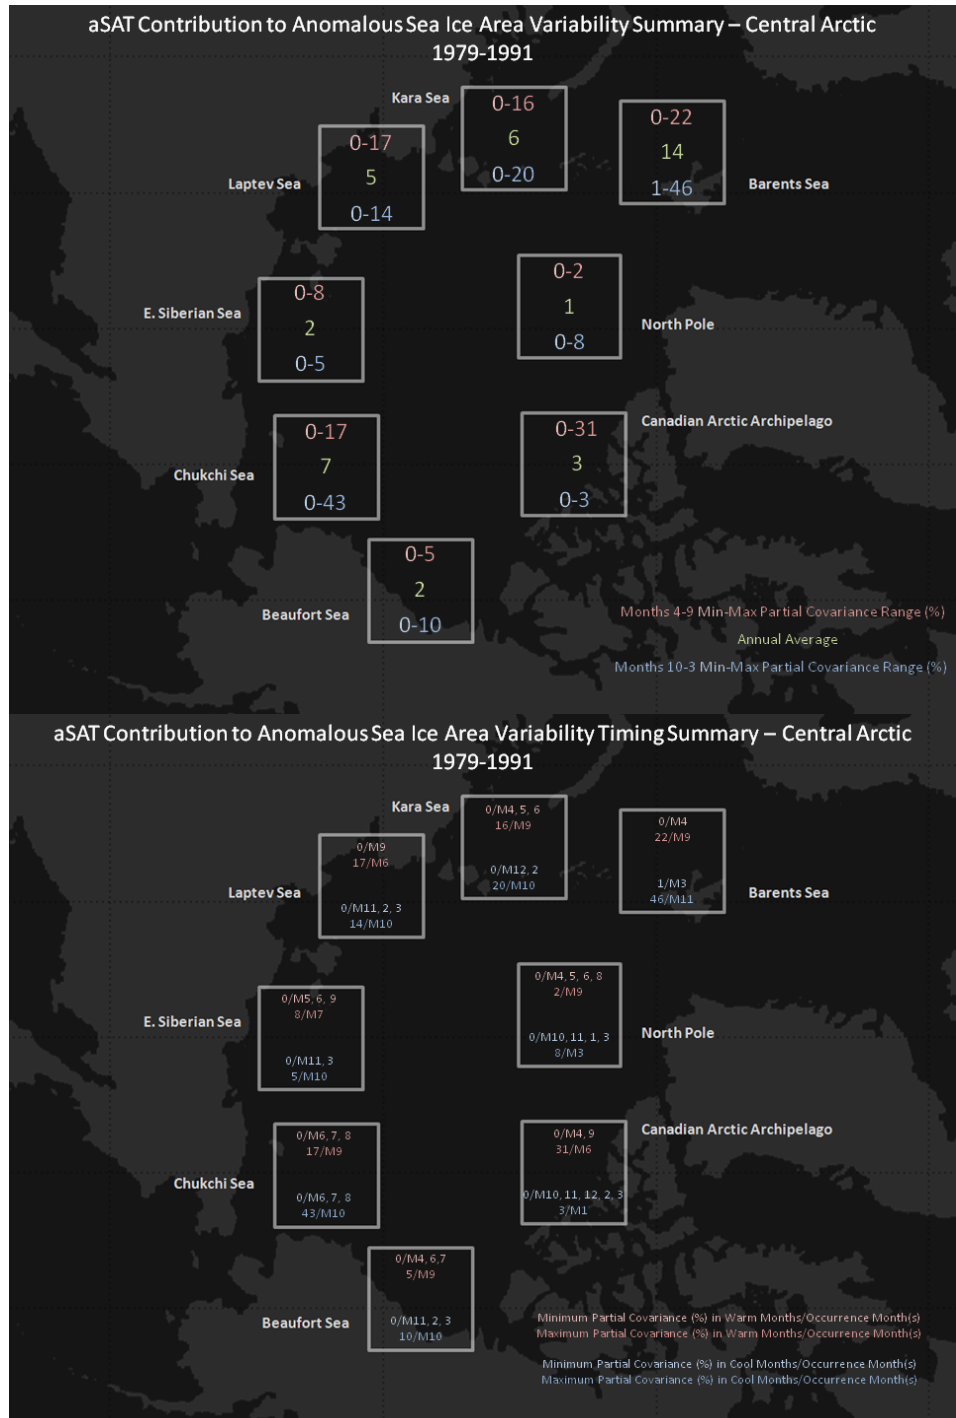 aSAT Contribution to Anomalous Sea Ice Area Variability Summary – Central Arctic
1979-1991
Kara Sea
0-16
6
0-20
0-22
14
1-46
Barents Sea
0-17
5
0-14
Laptev Sea
E. Siberian Sea
0-8
2
0-5
0-2
1
0-8
North Pole
Chukchi Sea
0-17
7
0-43
0-31
3
0-3
Canadian Arctic Archipelago
Beaufort Sea
0-5
2
0-10
Months 4-9 Min-Max Partial Covariance Range (%)
Annual Average
Months 10-3 Min-Max Partial Covariance Range (%)
aSAT Contribution to Anomalous Sea Ice Area Variability Timing Summary – Central Arctic
1979-1991
Kara Sea
0/M4, 5, 6
16/M9
0/M12, 2
20/M10
0/M4
22/M9
1/M3
46/M11
Barents Sea
0/M9
17/M6
0/M11, 2, 3
14/M10
Laptev Sea
E. Siberian Sea
0/M5, 6, 9
8/M7
0/M11, 3
5/M10
0/M4, 5, 6, 8
2/M9
0/M10, 11, 1, 3
8/M3
North Pole
Chukchi Sea
0/M6, 7, 8
17/M9
0/M6, 7, 8
43/M10
0/M4, 9
31/M6
0/M10, 11, 12, 2, 3
3/M1
Canadian Arctic Archipelago
Beaufort Sea
0/M4, 6,7
5/M9
0/M11, 2, 3
10/M10
Minimum Partial Covariance (%) in Warm Months/Occurrence Month(s)
Maximum Partial Covariance (%) in Warm Months/Occurrence Month(s)
Minimum Partial Covariance (%) in Cool Months/Occurrence Month(s)
Maximum Partial Covariance (%) in Cool Months/Occurrence Month(s)